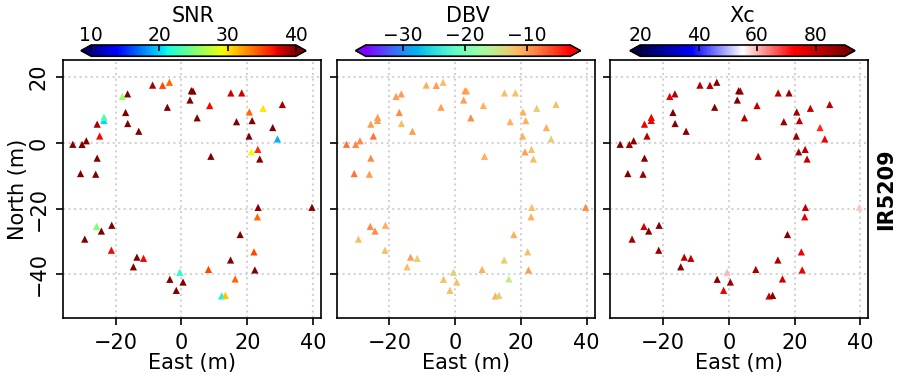 SNR DBV Xc
10 20 30 40 −30 −20 −10 20 40 60 80
20
0
−20
−40
North (m)
IR5209
−20 0 20 40 −20 0 20 40 −20 0 20 40
East (m) East (m) East (m)